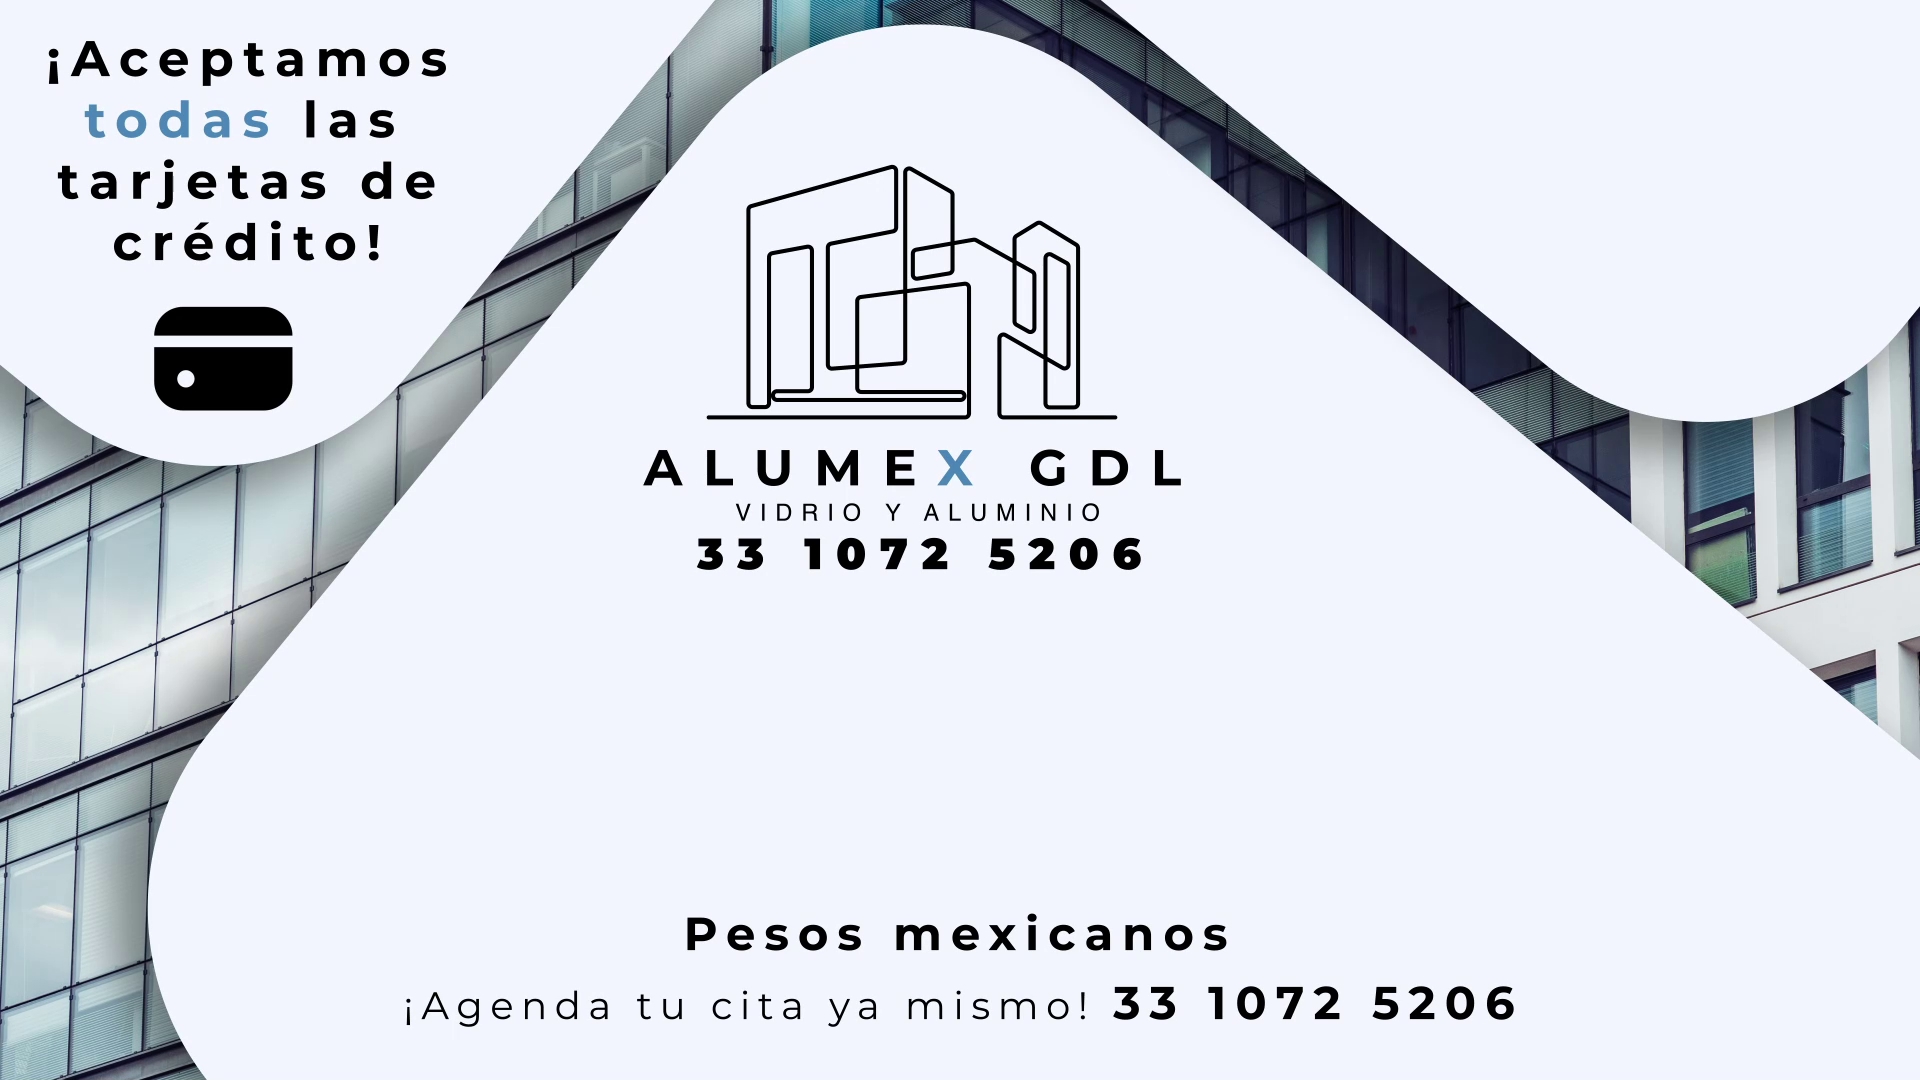 ¡Aceptamos
todas las
tarjetas de
crédito!
ALUMEX GDL
VIDRIO Y ALUMINIO
33 1072 5206
Pesos mexicanos
¡Agenda tu cita ya mismo! 33 1072 5206